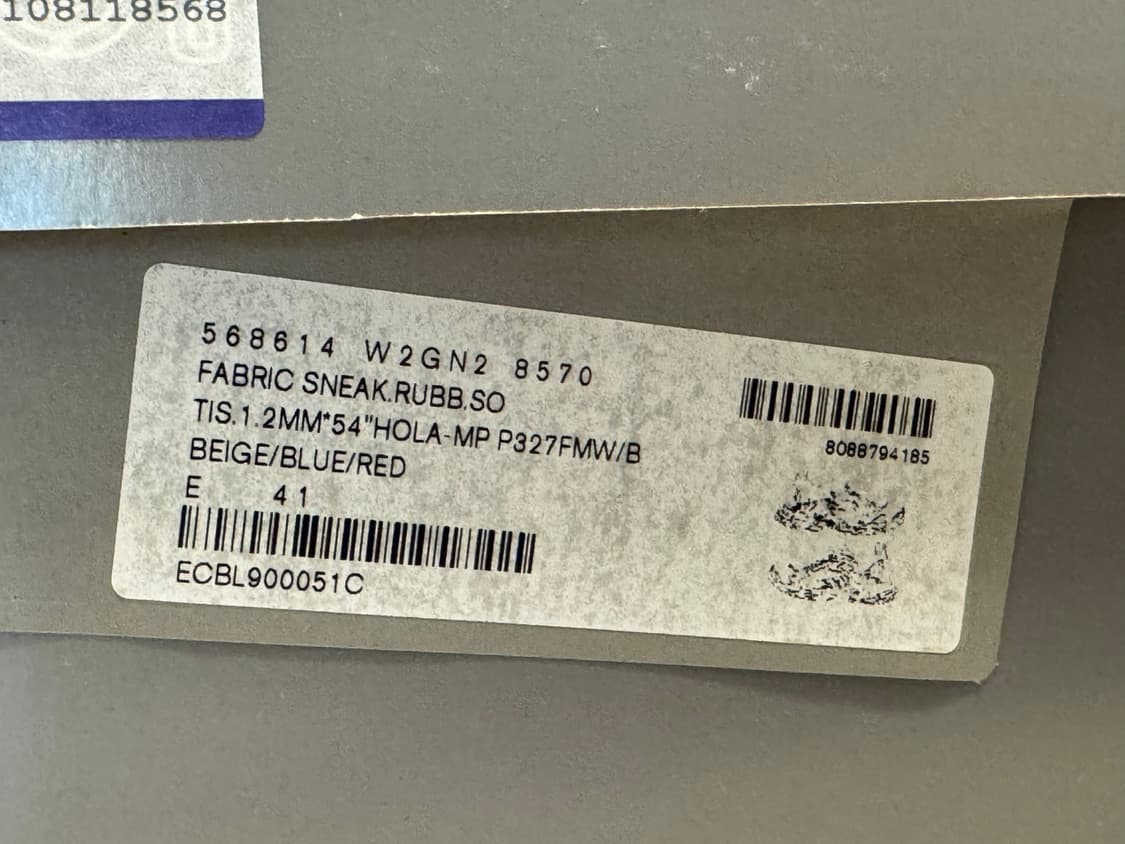 108118568
568614 W2GN2 8570
FABRIC SNEAK.RUBB.SO
TIS.1.2MM*54"HOLA-MP P327FMW/B
BEIGE/BLUE/RED
E 41
ECBL900051C
8088794185